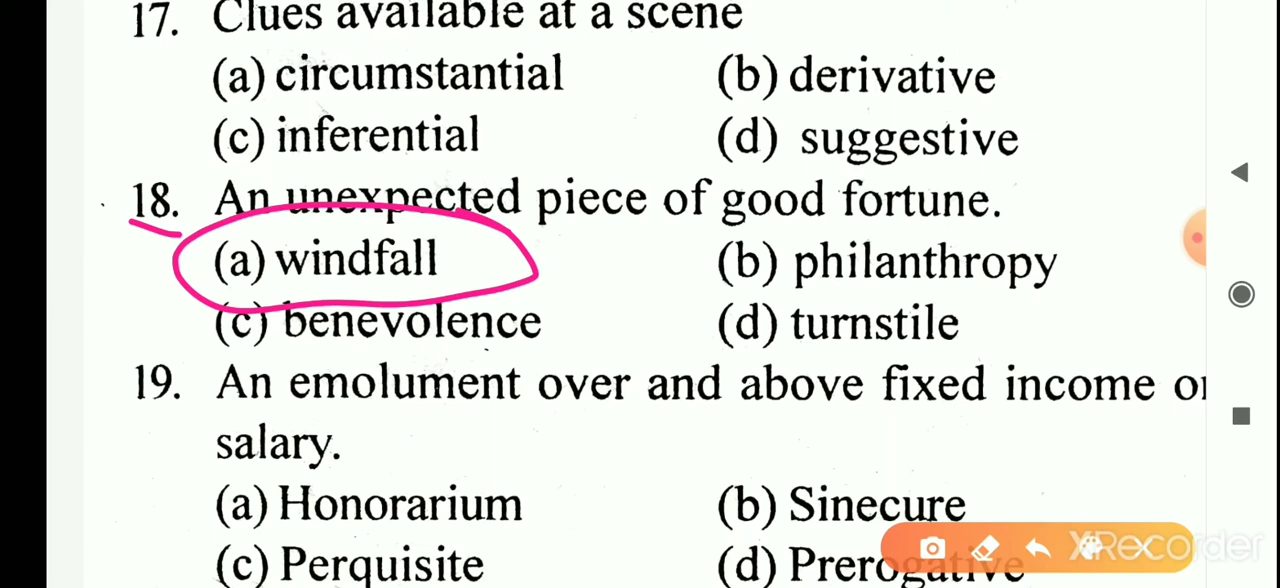 17. Clues available at a scene
(a) circumstantial (b) derivative
(c) inferential (d) suggestive
18. An unexpected piece of good fortune.
(a) windfall (b) philanthropy
(c) benevolence (d) turnstile
19. An emolument over and above fixed income or
salary.
(a) Honorarium (b) Sinecure
(c) Perquisite (d) Prerogative
XRecorder